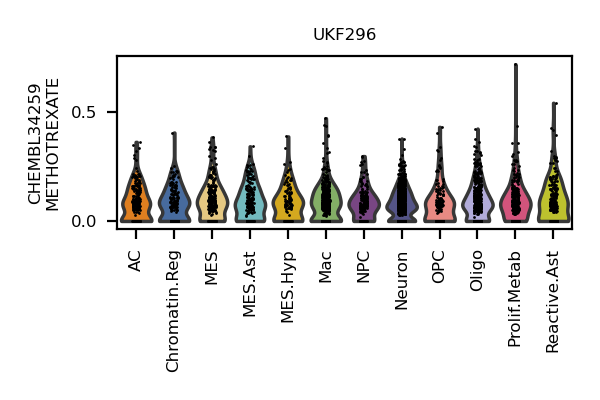 UKF296
CHEMBL34259
METHOTREXATE
0.5
0.0
AC
Chromatin.Reg
MES
MES.Ast
MES.Hyp
Mac
NPC
Neuron
OPC
Oligo
Prolif.Metab
Reactive.Ast